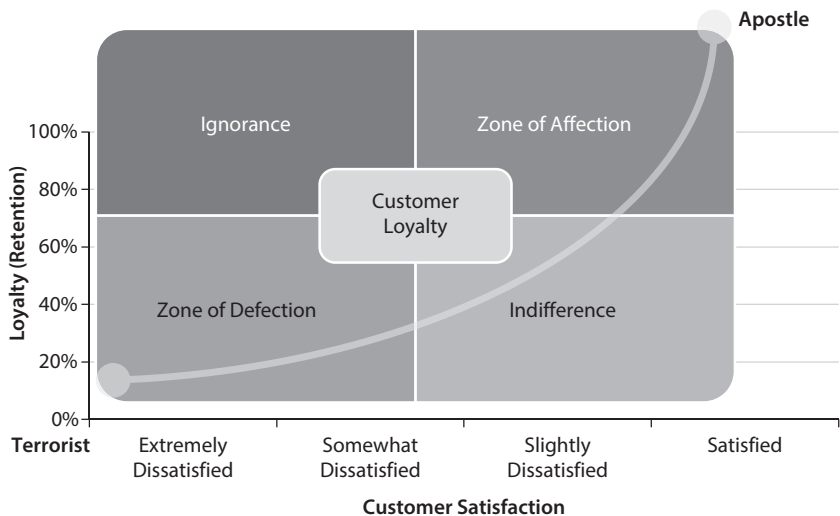 Apostle
Ignorance
Zone of Affection
100%
80%
60%
40%
20%
0%
Loyalty (Retention)
Customer
Loyalty
Zone of Defection
Indifference
Terrorist
Extremely
Dissatisfied
Somewhat
Dissatisfied
Slightly
Dissatisfied
Satisfied
Customer Satisfaction